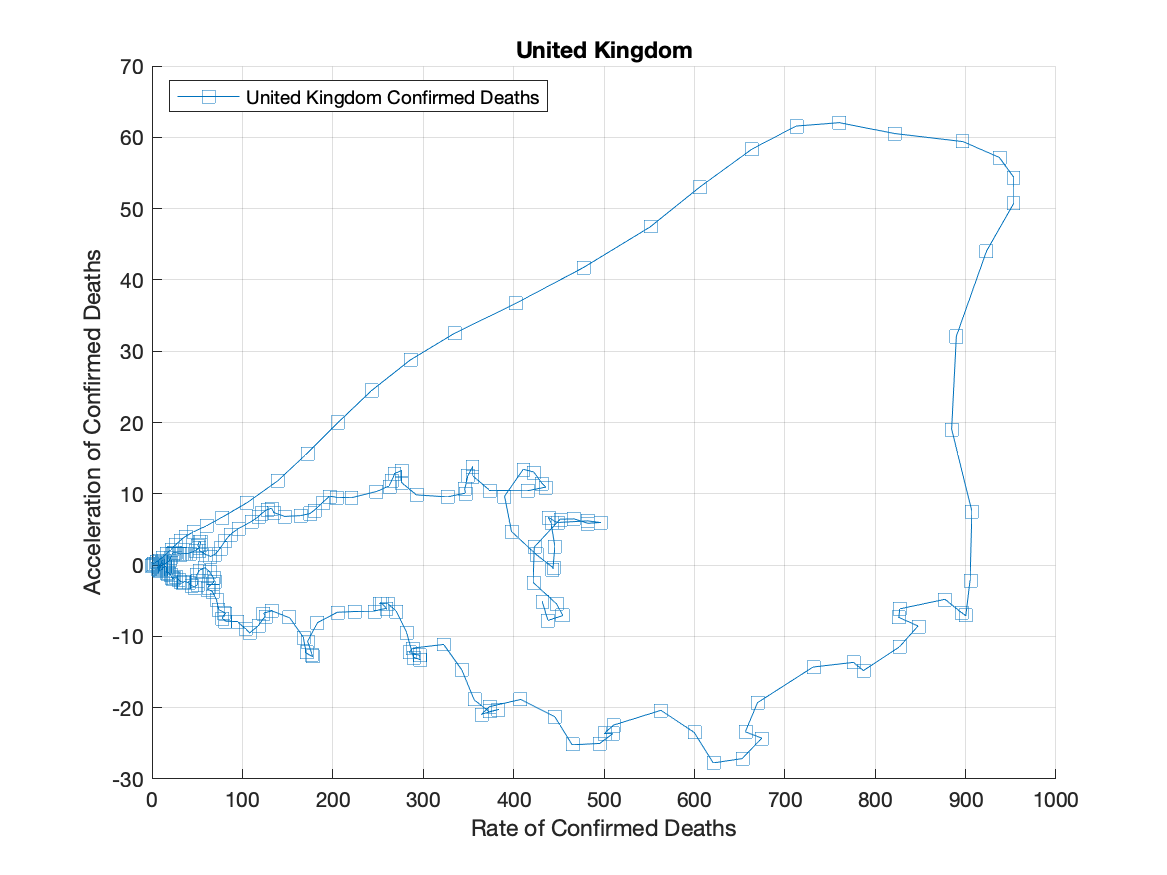 United Kingdom
United Kingdom Confirmed Deaths
70
60
50
40
30
20
10
0
-10
-20
-30
Acceleration of Confirmed Deaths
0 100 200 300 400 500 600 700 800 900 1000
Rate of Confirmed Deaths